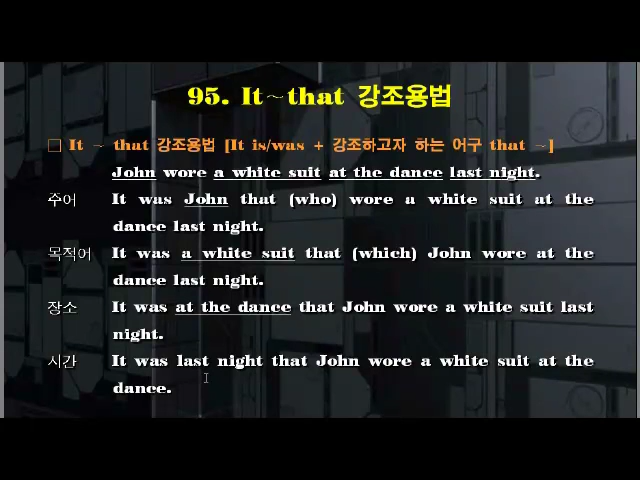 95. It~that 강조용법
□ It ~ that 강조용법 [It is/was + 강조하고자 하는 어구 that ~]
John wore a white suit at the dance last night.
주어 It was John that (who) wore a white suit at the
dance last night.
목적어 It was a white suit that (which) John wore at the
dance last night.
장소 It was at the dance that John wore a white suit last
night.
시간 It was last night that John wore a white suit at the
dance.